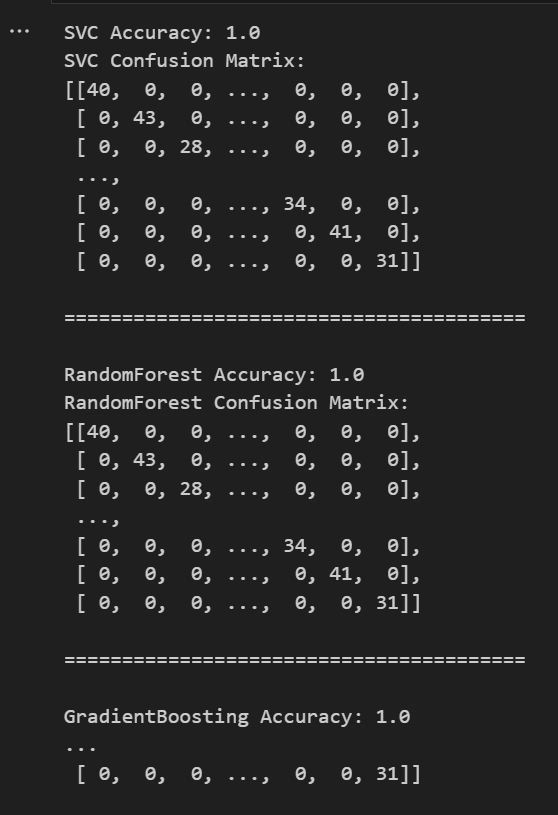 ...
SVC Accuracy: 1.0
SVC Confusion Matrix:
[[40,  0,  0, ...,  0,  0,  0],
 [ 0, 43,  0, ...,  0,  0,  0],
 [ 0,  0, 28, ...,  0,  0,  0],
 ...,
 [ 0,  0,  0, ..., 34,  0,  0],
 [ 0,  0,  0, ...,  0, 41,  0],
 [ 0,  0,  0, ...,  0,  0, 31]]
========================================
RandomForest Accuracy: 1.0
RandomForest Confusion Matrix:
[[40,  0,  0, ...,  0,  0,  0],
 [ 0, 43,  0, ...,  0,  0,  0],
 [ 0,  0, 28, ...,  0,  0,  0],
 ...,
 [ 0,  0,  0, ..., 34,  0,  0],
 [ 0,  0,  0, ...,  0, 41,  0],
 [ 0,  0,  0, ...,  0,  0, 31]]
========================================
GradientBoosting Accuracy: 1.0
...
 [ 0,  0,  0, ...,  0,  0, 31]]